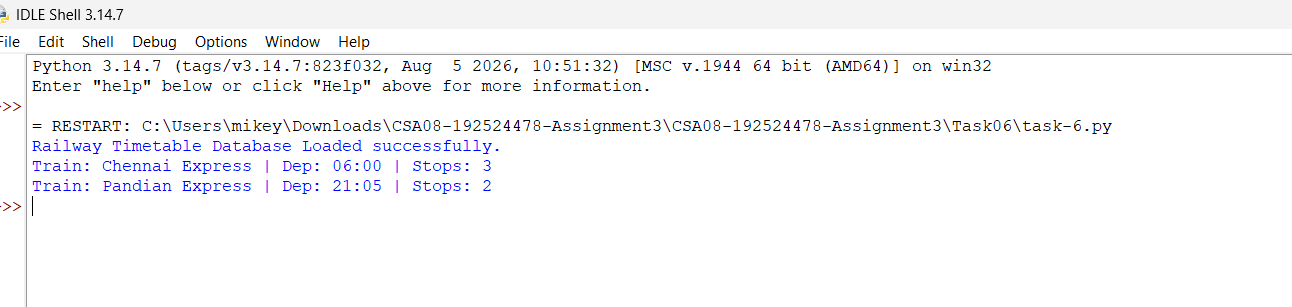 IDLE Shell 3.14.7
File Edit Shell Debug Options Window Help
Python 3.14.7 (tags/v3.14.7:823f032, Aug  5 2026, 10:51:32) [MSC v.1944 64 bit (AMD64)] on win32
Enter "help" below or click "Help" above for more information.
>>
= RESTART: C:\Users\mikey\Downloads\CSA08-192524478-Assignment3\CSA08-192524478-Assignment3\Task06\task-6.py
Railway Timetable Database Loaded successfully.
Train: Chennai Express | Dep: 06:00 | Stops: 3
Train: Pandian Express | Dep: 21:05 | Stops: 2
>>